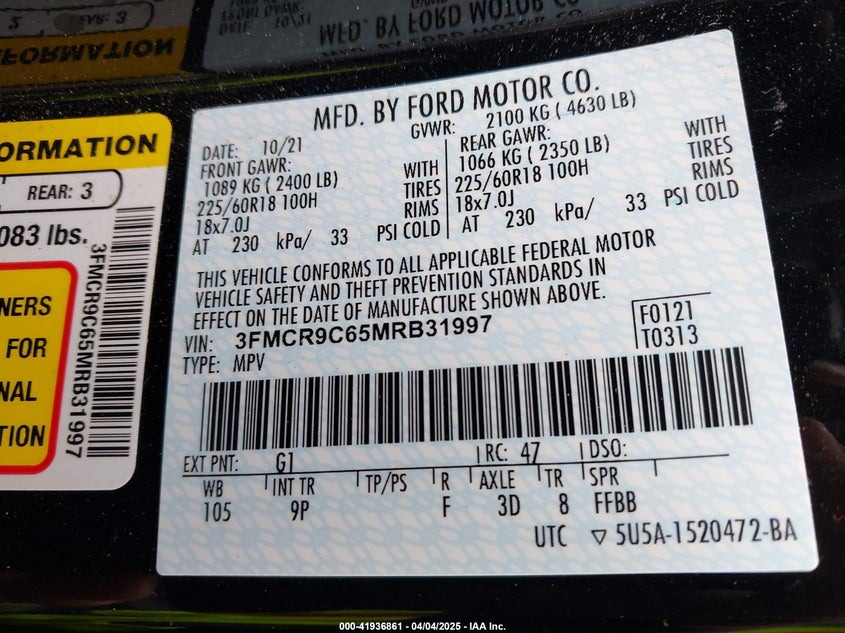 ORMATION
REAR: 3
083 lbs.
3FMCR9C65MRB31997
NERS
FOR
NAL
TION
MFD. BY FORD MOTOR CO.
DATE: 10/21 GVWR: 2100 KG ( 4630 LB)
FRONT GAWR: REAR GAWR:
1089 KG ( 2400 LB) WITH 1066 KG ( 2350 LB) WITH
225/60R18 100H TIRES 225/60R18 100H TIRES
18x7.0J RIMS 18x7.0J RIMS
AT 230 kPa/ 33 PSI COLD AT 230 kPa/ 33 PSI COLD
THIS VEHICLE CONFORMS TO ALL APPLICABLE FEDERAL MOTOR
VEHICLE SAFETY AND THEFT PREVENTION STANDARDS IN
EFFECT ON THE DATE OF MANUFACTURE SHOWN ABOVE.
VIN: 3FMCR9C65MRB31997 F0121
TYPE: MPV T0313
EXT PNT: G1 RC: 47 DSO:
WB INT TR TP/PS R AXLE TR SPR
105 9P F 3D 8 FFBB
UTC ▽ 5U5A-1520472-BA
000-41936861 - 04/04/2025 - IAA Inc.